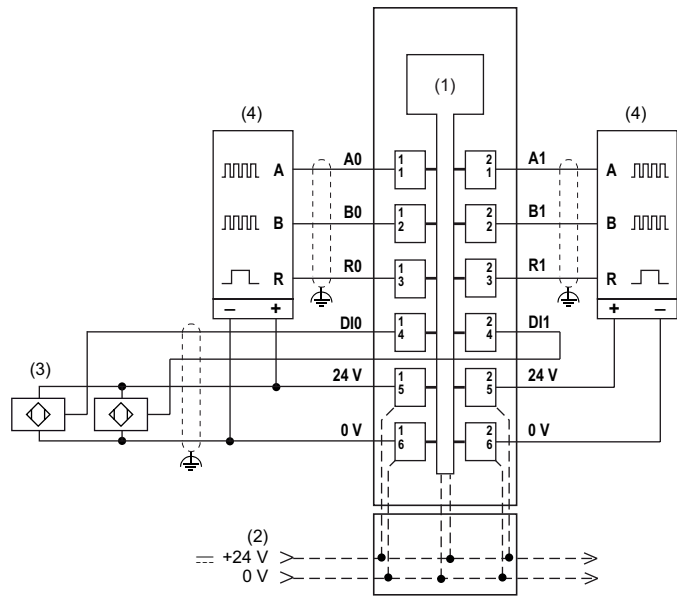 (1)
(4) (4)
A A0 1 1 2 1 A1 A
B B0 1 2 2 2 B1 B
R R0 1 3 2 3 R1 R
– + + –
DI0 1 4 2 4 DI1
(3)
24 V 1 5 2 5 24 V
0 V 1 6 2 6 0 V
(2)
+24 V
0 V